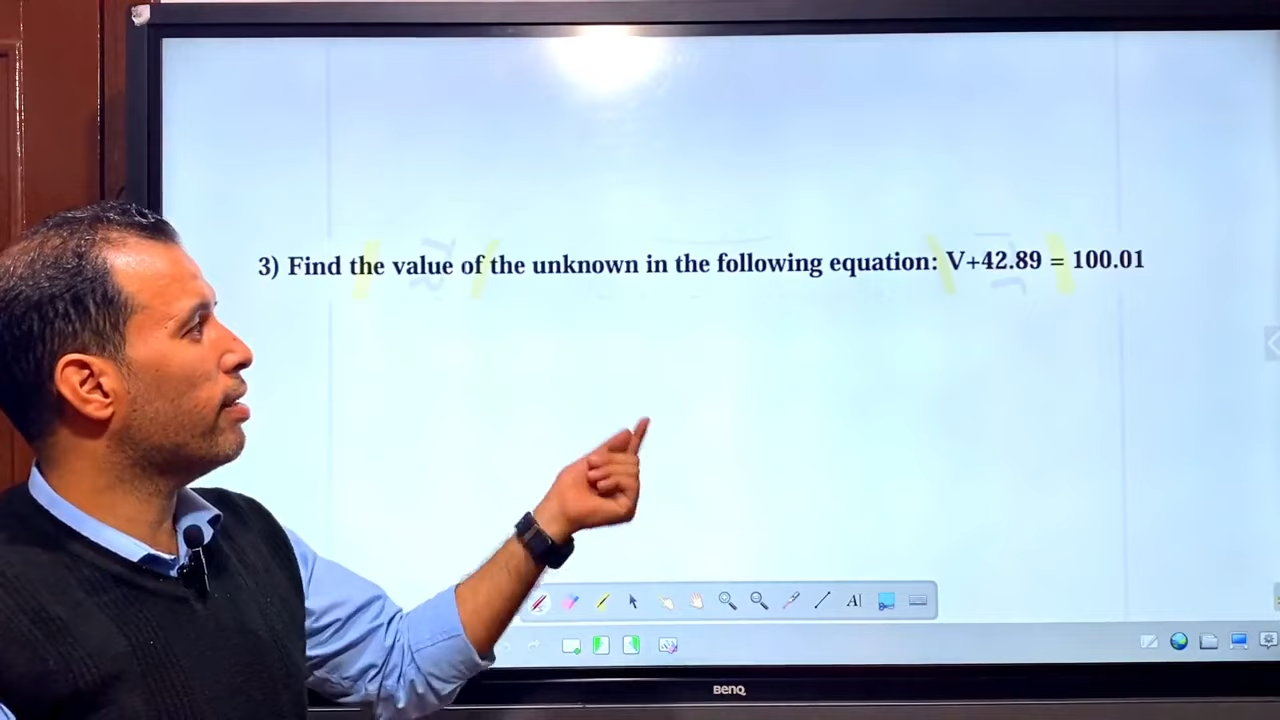 3) Find the value of the unknown in the following equation: V+42.89 = 100.01
A
BenQ